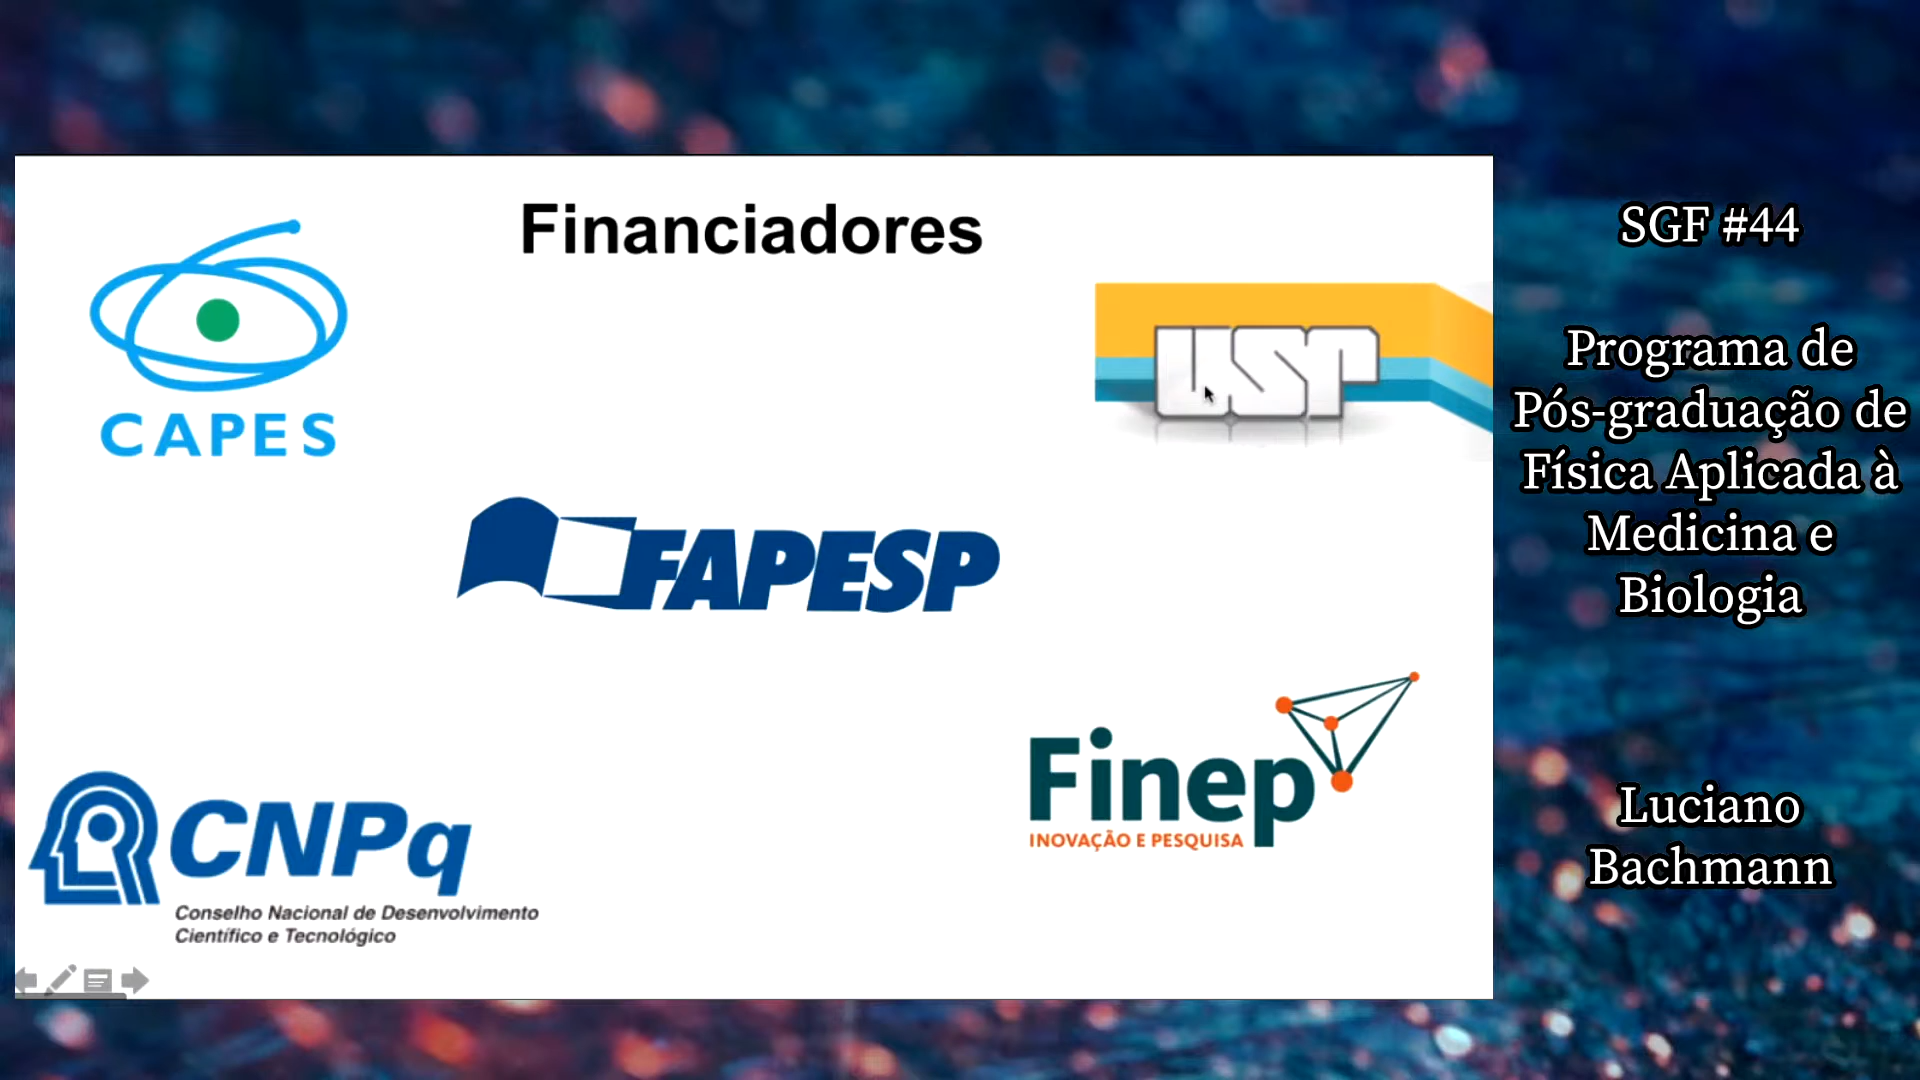 Financiadores
CAPES
USP
FAPESP
Finep
INOVAÇÃO E PESQUISA
CNPq
Conselho Nacional de Desenvolvimento
Científico e Tecnológico
SGF #44
Programa de
Pós-graduação de
Física Aplicada à
Medicina e
Biologia
Luciano
Bachmann